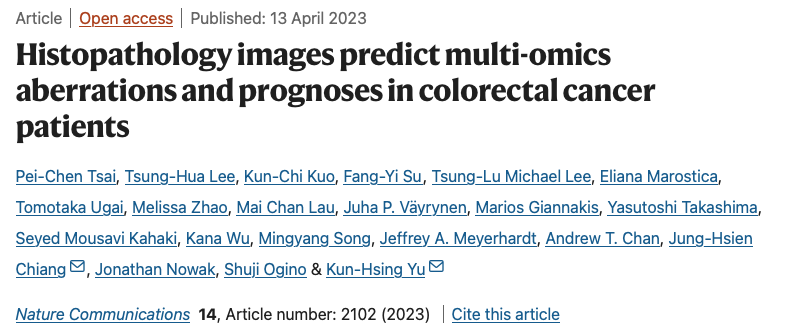 Article | Open access | Published: 13 April 2023
Histopathology images predict multi-omics
aberrations and prognoses in colorectal cancer
patients
Pei-Chen Tsai, Tsung-Hua Lee, Kun-Chi Kuo, Fang-Yi Su, Tsung-Lu Michael Lee, Eliana Marostica,
Tomotaka Ugai, Melissa Zhao, Mai Chan Lau, Juha P. Väyrynen, Marios Giannakis, Yasutoshi Takashima,
Seyed Mousavi Kahaki, Kana Wu, Mingyang Song, Jeffrey A. Meyerhardt, Andrew T. Chan, Jung-Hsien
Chiang, Jonathan Nowak, Shuji Ogino & Kun-Hsing Yu
Nature Communications 14, Article number: 2102 (2023) | Cite this article